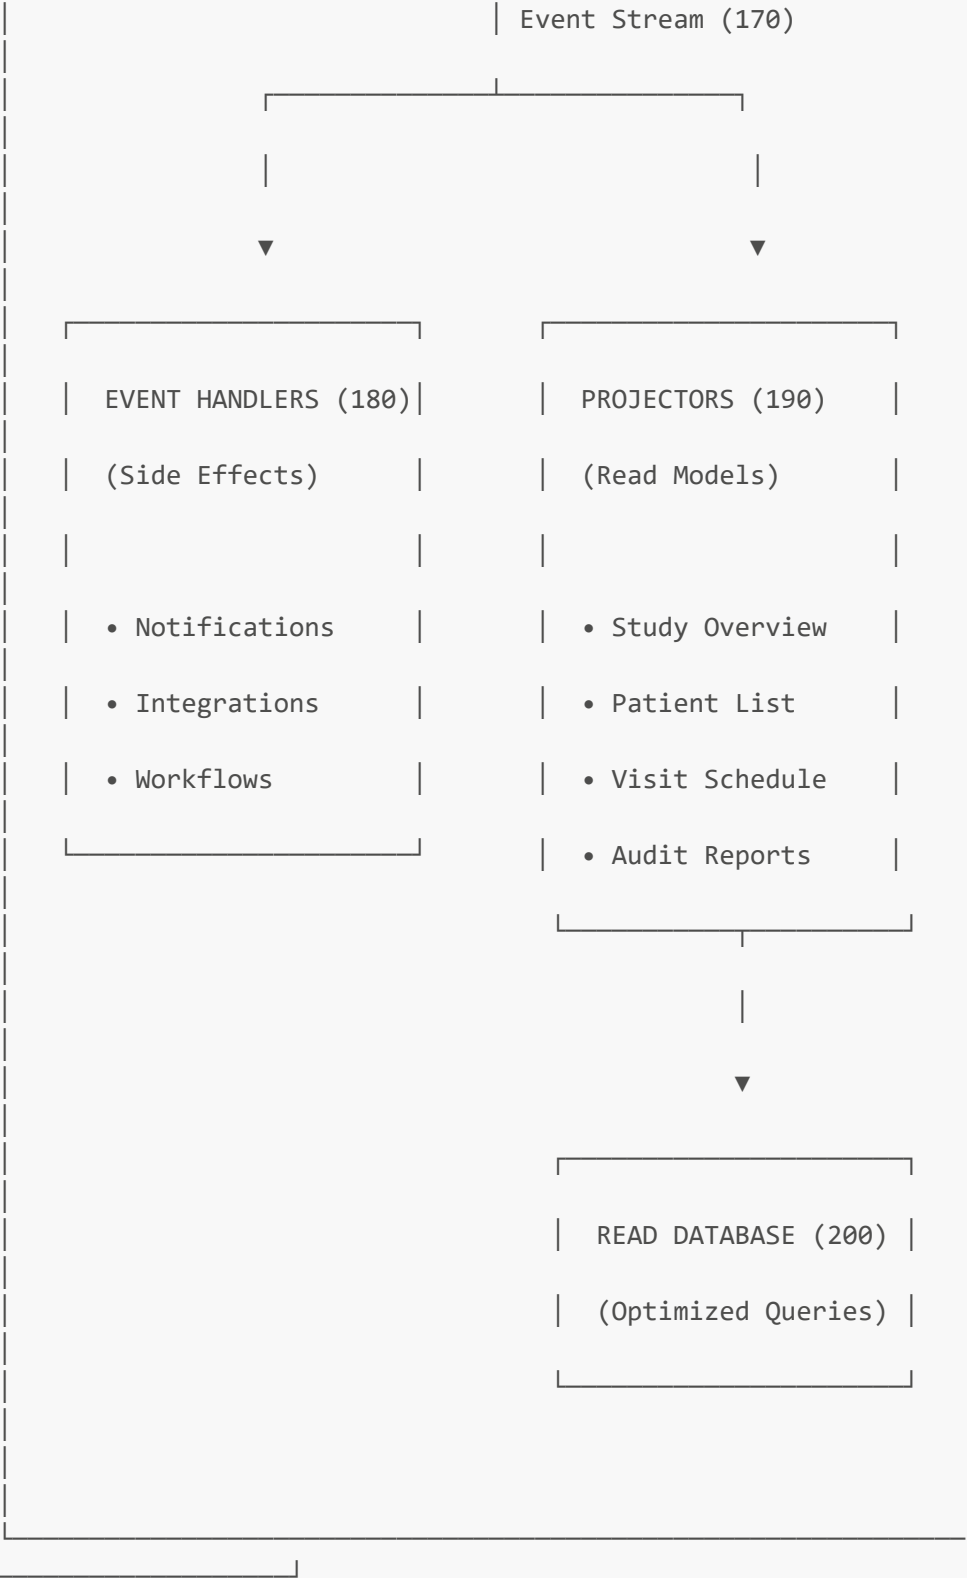 Event Stream (170)
EVENT HANDLERS (180) PROJECTORS (190)
(Side Effects) (Read Models)
• Notifications • Study Overview
• Integrations • Patient List
• Workflows • Visit Schedule
• Audit Reports
READ DATABASE (200)
(Optimized Queries)